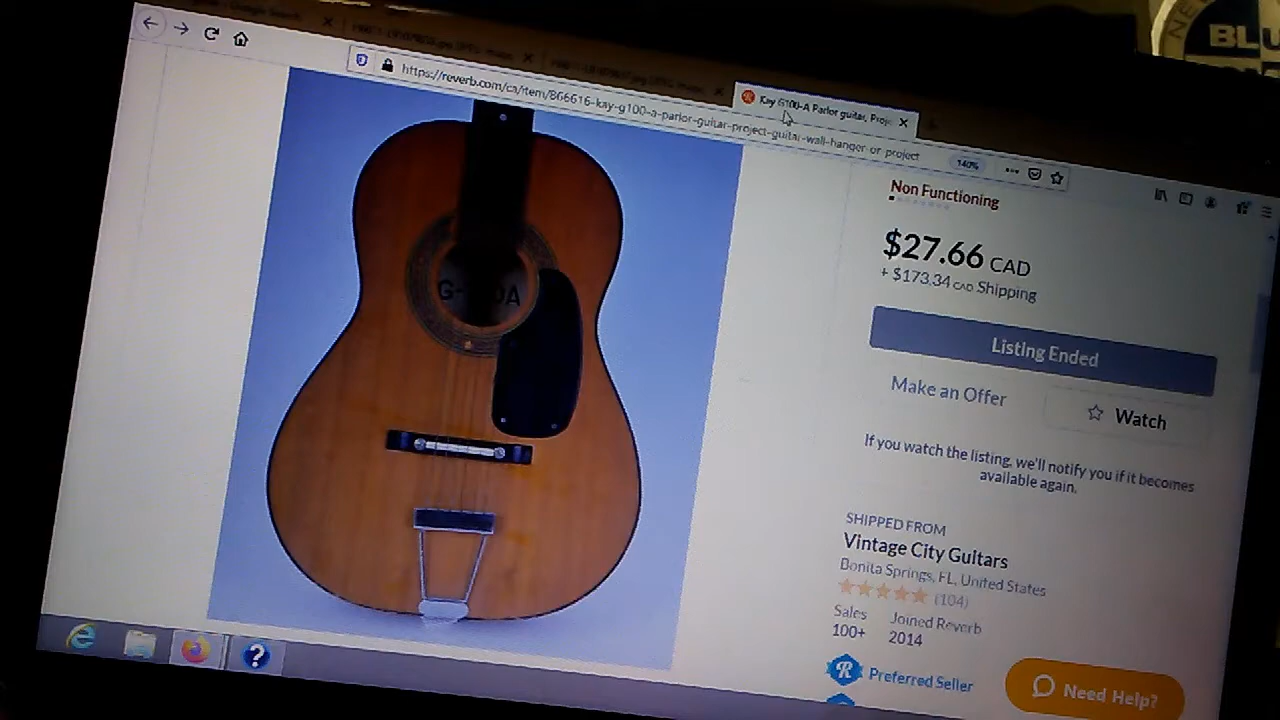 Kay G100-A Parlor guitar, Proje
https://reverb.com/ca/item/866616-kay-g100-a-parlor-guitar-project-guitar-wall-hanger-or-project
140%
BLU
Non Functioning
$27.66 CAD
+ $173.34 CAD Shipping
Listing Ended
Make an Offer
Watch
If you watch the listing, we'll notify you if it becomes
available again.
SHIPPED FROM
Vintage City Guitars
Bonita Springs, FL, United States
(104)
Sales
100+
Joined Reverb
2014
Preferred Seller
Need Help?